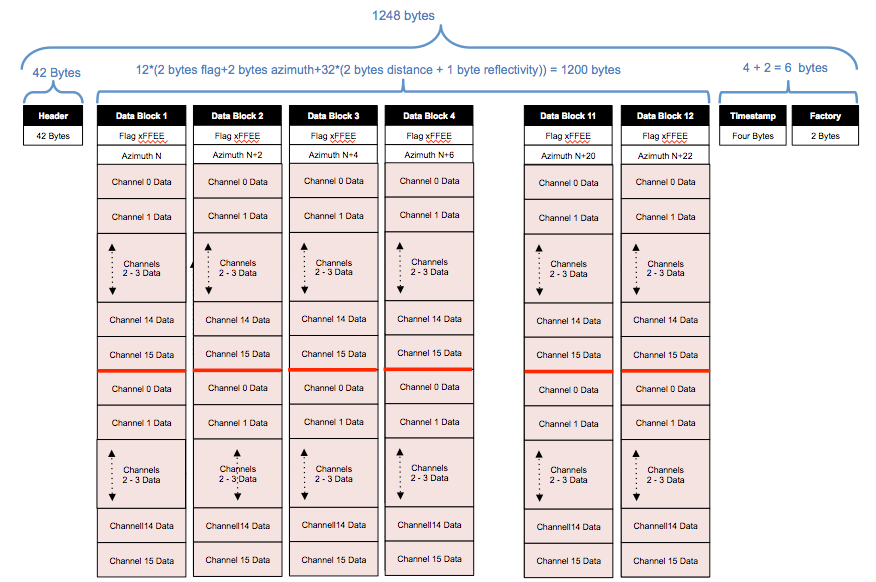 1248 bytes
42 Bytes
12*(2 bytes flag+2 bytes azimuth+32*(2 bytes distance + 1 byte reflectivity)) = 1200 bytes
4 + 2 = 6 bytes
Header
42 Bytes
Data Block 1
Flag xFFEE
Azimuth N
Channel 0 Data
Channel 1 Data
Channels
2 - 3 Data
Channel 14 Data
Channel 15 Data
Channel 0 Data
Channel 1 Data
Channels
2 - 3 Data
Channell14 Data
Channel 15 Data
Data Block 2
Flag xFFEE
Azimuth N+2
Channel 0 Data
Channel 1 Data
Channels
2 - 3 Data
Channel 14 Data
Channel 15 Data
Channel 0 Data
Channel 1 Data
Channels
2 - 3 Data
Channell14 Data
Channel 15 Data
Data Block 3
Flag xFFEE
Azimuth N+4
Channel 0 Data
Channel 1 Data
Channels
2 - 3 Data
Channel 14 Data
Channel 15 Data
Channel 0 Data
Channel 1 Data
Channels
2 - 3 Data
Channell14 Data
Channel 15 Data
Data Block 4
Flag xFFEE
Azimuth N+6
Channel 0 Data
Channel 1 Data
Channels
2 - 3 Data
Channel 14 Data
Channel 15 Data
Channel 0 Data
Channel 1 Data
Channels
2 - 3 Data
Channell14 Data
Channel 15 Data
Data Block 11
Flag xFFEE
Azimuth N+20
Channel 0 Data
Channel 1 Data
Channels
2 - 3 Data
Channel 14 Data
Channel 15 Data
Channel 0 Data
Channel 1 Data
Channels
2 - 3 Data
Channell14 Data
Channel 15 Data
Data Block 12
Flag xFFEE
Azimuth N+22
Channel 0 Data
Channel 1 Data
Channels
2 - 3 Data
Channel 14 Data
Channel 15 Data
Channel 0 Data
Channel 1 Data
Channels
2 - 3 Data
Channell14 Data
Channel 15 Data
Timestamp
Four Bytes
Factory
2 Bytes